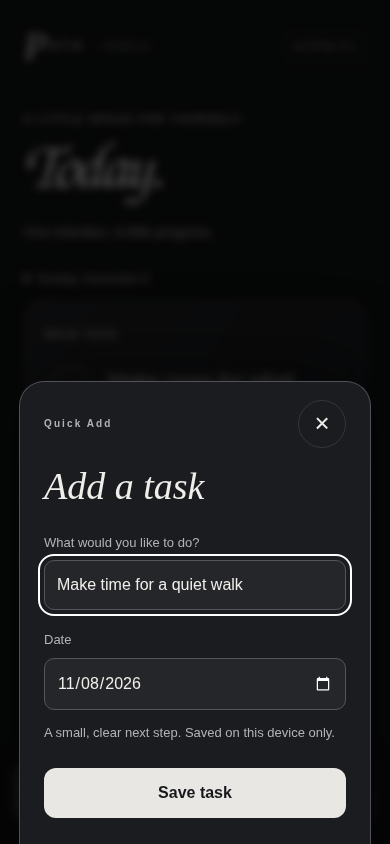 Today.
Quick Add
Add a task
What would you like to do?
Make time for a quiet walk
Date
11/08/2026
A small, clear next step. Saved on this device only.
Save task